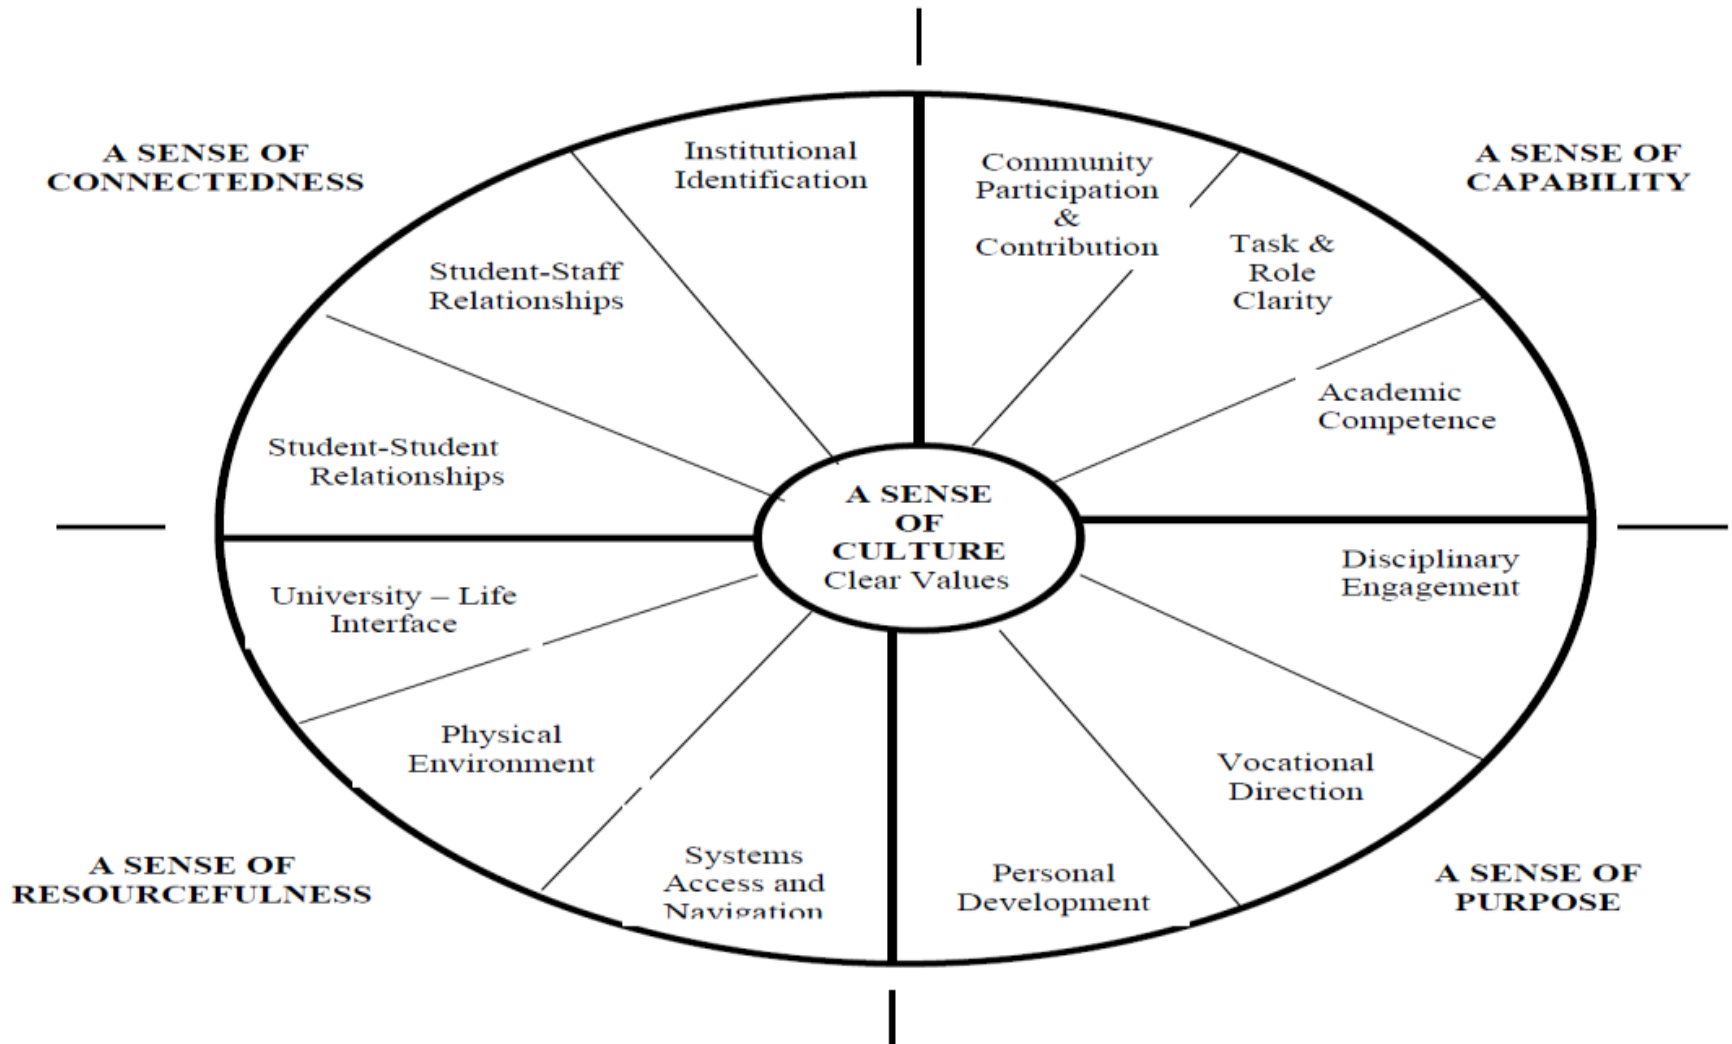 A SENSE OF
CONNECTEDNESS
Institutional
Identification
Community
Participation
&
Contribution
A SENSE OF
CAPABILITY
Student-Staff
Relationships
Task &
Role
Clarity
Student-Student
Relationships
Academic
Competence
A SENSE
OF
CULTURE
Clear Values
University – Life
Interface
Disciplinary
Engagement
Physical
Environment
Vocational
Direction
A SENSE OF
RESOURCEFULNESS
Systems
Access and
Navigation
Personal
Development
A SENSE OF
PURPOSE